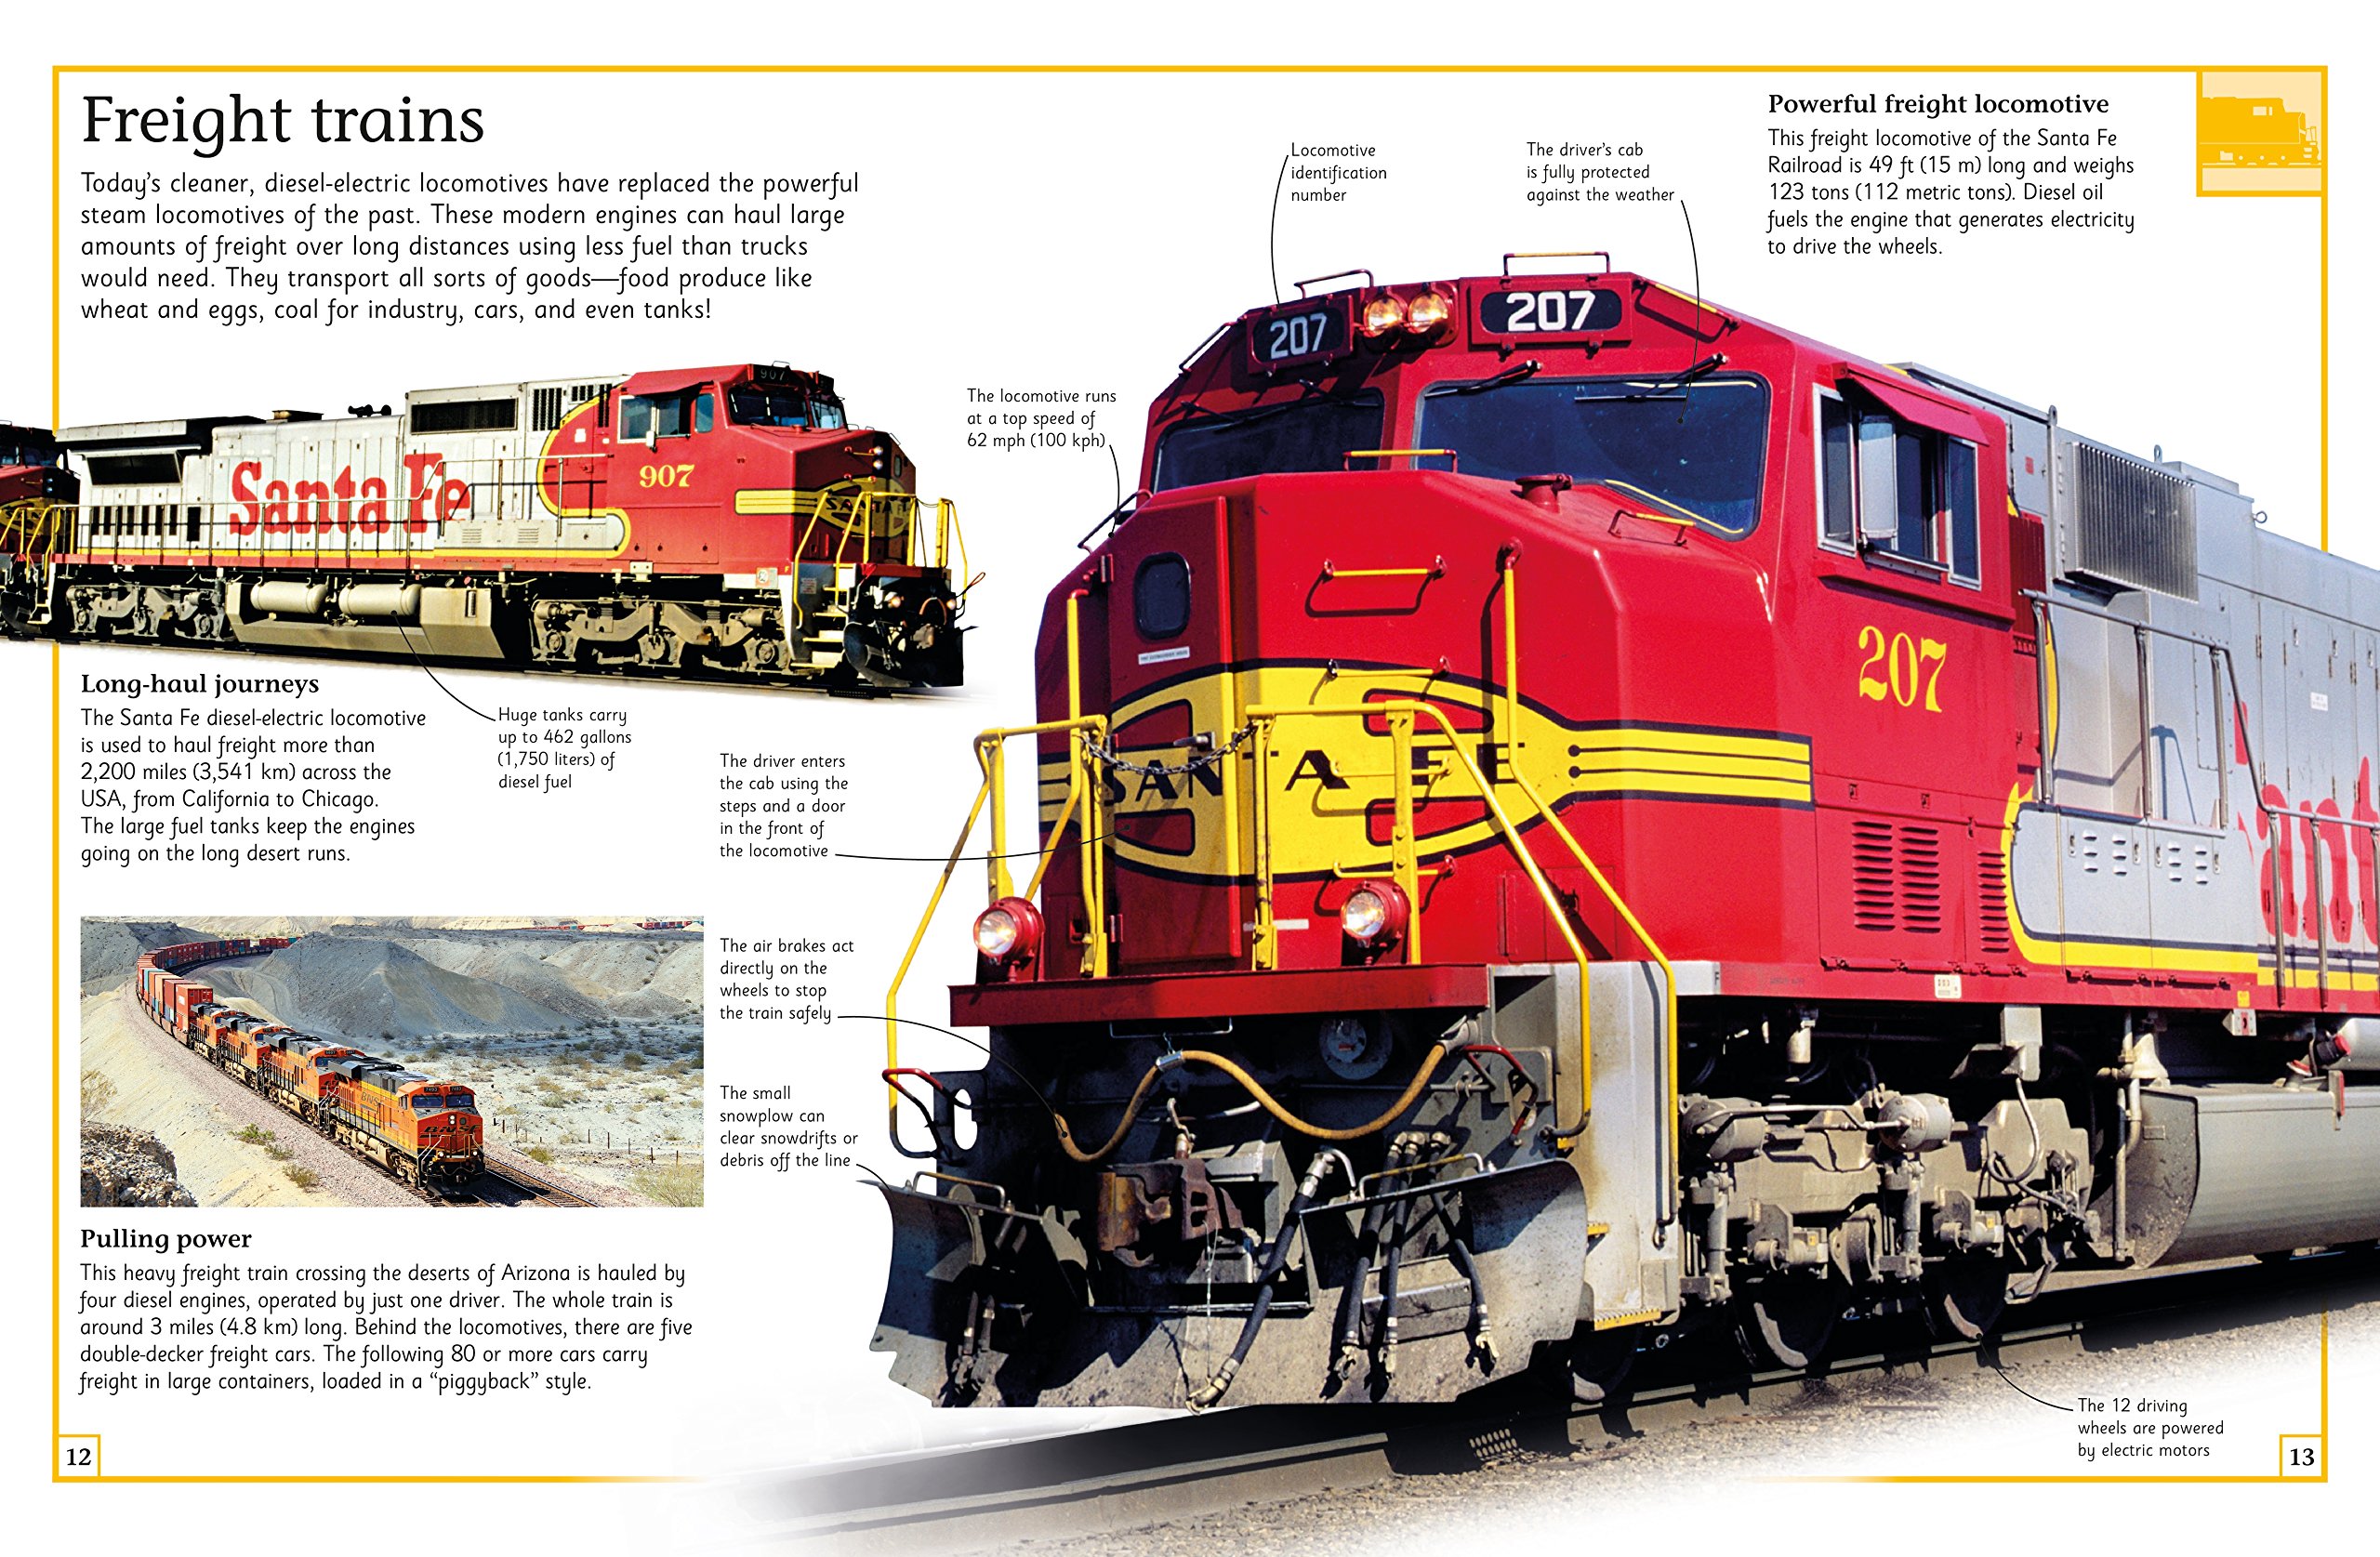 Freight trains
Today’s cleaner, diesel-electric locomotives have replaced the powerful
steam locomotives of the past. These modern engines can haul large
amounts of freight over long distances using less fuel than trucks
would need. They transport all sorts of goods—food produce like
wheat and eggs, coal for industry, cars, and even tanks!
907
Santa Fe
907
SANTA FE
Long-haul journeys
The Santa Fe diesel-electric locomotive
is used to haul freight more than
2,200 miles (3,541 km) across the
USA, from California to Chicago.
The large fuel tanks keep the engines
going on the long desert runs.
Huge tanks carry
up to 462 gallons
(1,750 liters) of
diesel fuel
BNSF
BNSF
Pulling power
This heavy freight train crossing the deserts of Arizona is hauled by
four diesel engines, operated by just one driver. The whole train is
around 3 miles (4.8 km) long. Behind the locomotives, there are five
double-decker freight cars. The following 80 or more cars carry
freight in large containers, loaded in a “piggyback” style.
12
Locomotive
identification
number
The driver’s cab
is fully protected
against the weather
Powerful freight locomotive
This freight locomotive of the Santa Fe
Railroad is 49 ft (15 m) long and weighs
123 tons (112 metric tons). Diesel oil
fuels the engine that generates electricity
to drive the wheels.
The locomotive runs
at a top speed of
62 mph (100 kph)
207
207
207
SANTA FE
Sant
The driver enters
the cab using the
steps and a door
in the front of
the locomotive
The air brakes act
directly on the
wheels to stop
the train safely
The small
snowplow can
clear snowdrifts or
debris off the line
The 12 driving
wheels are powered
by electric motors
13